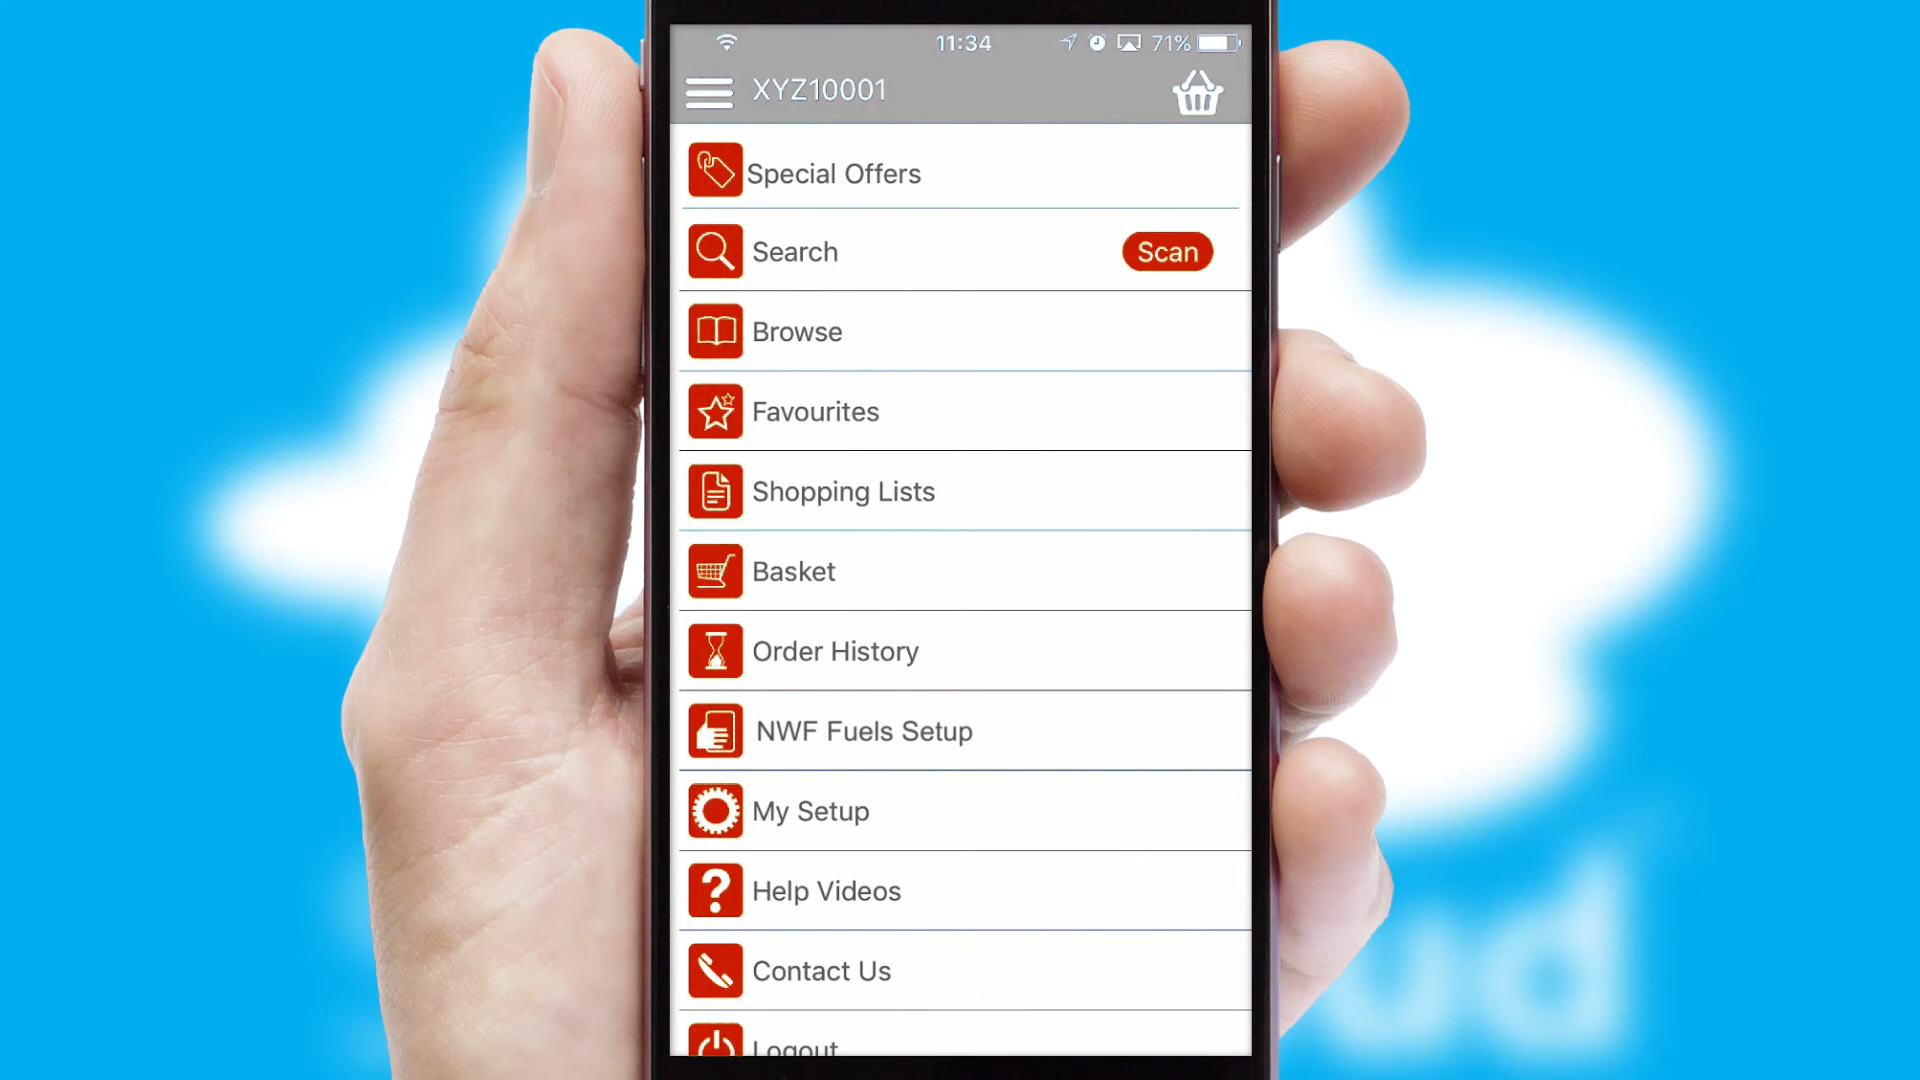 11:34 71%
XYZ10001
Special Offers
Search Scan
Browse
Favourites
Shopping Lists
Basket
Order History
NWF Fuels Setup
My Setup
Help Videos
Contact Us
Logout